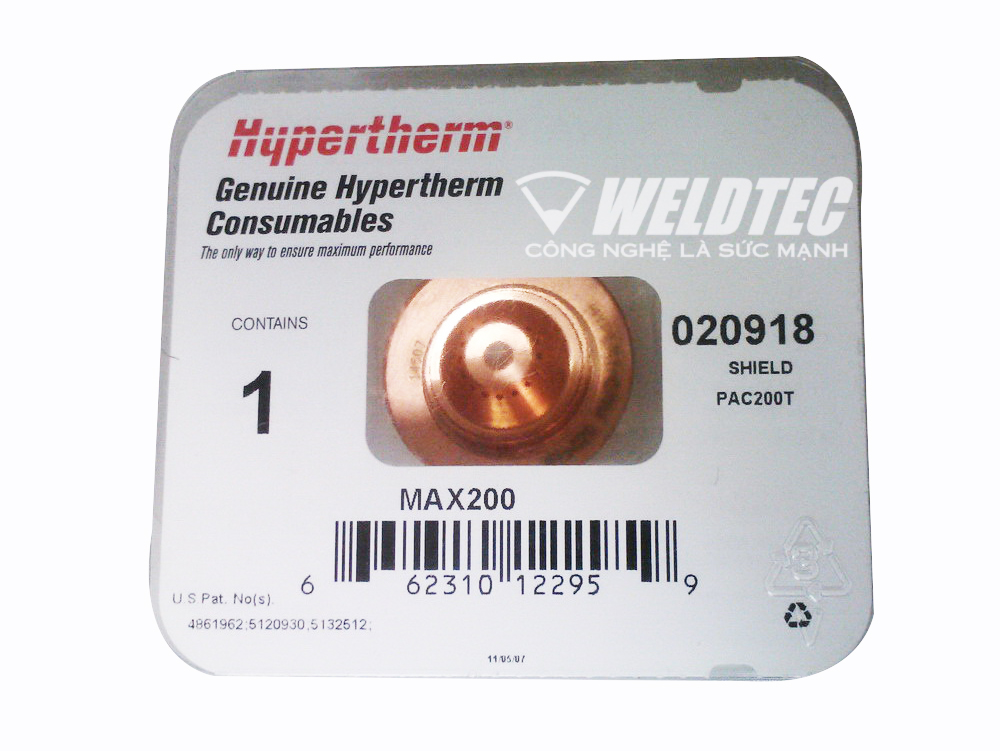 Hypertherm®
Genuine Hypertherm
Consumables
The only way to ensure maximum performance
WELDTEC
CÔNG NGHỆ LÀ SỨC MẠNH
CONTAINS
1
020918
SHIELD
PAC200T
MAX200
6 62310 12295 9
U.S.Pat. No(s).
4861962;5120930,5132512;
11/05/07